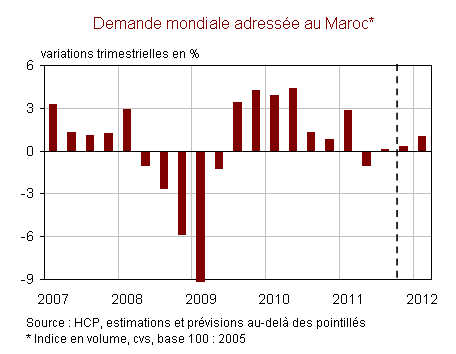 Demande mondiale adressée au Maroc*
variations trimestrielles en %
6
3
0
-3
-6
-9
2007 2008 2009 2010 2011 2012
Source : HCP, estimations et prévisions au-delà des pointillés
* Indice en volume, cvs, base 100 : 2005